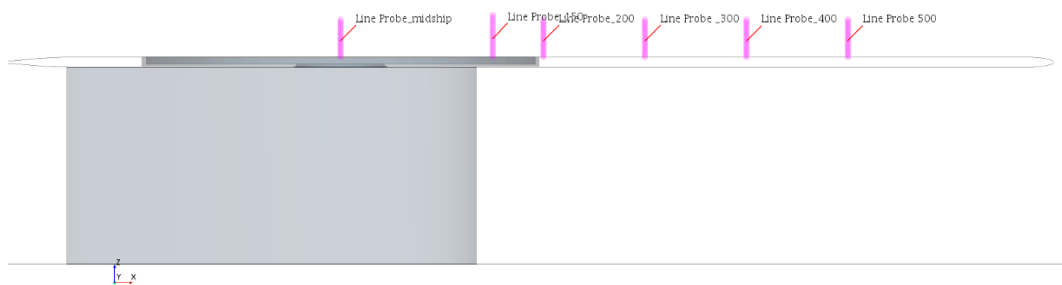 Line Probe_midship
Line Probe_150
Line Probe_200
Line Probe _300
Line Probe_400
Line Probe 500
Z
Y X